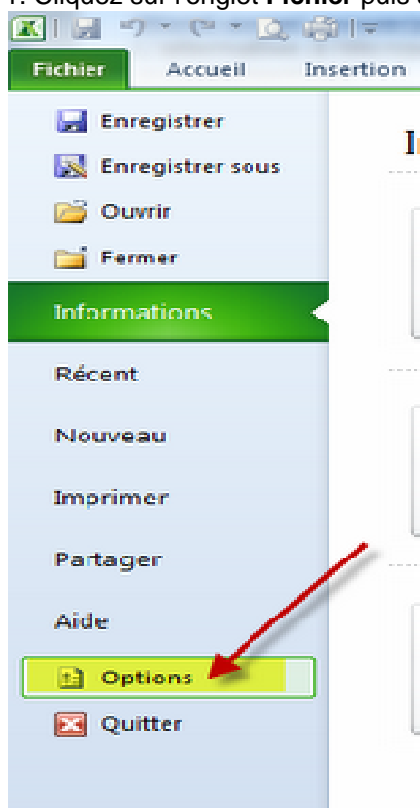 1. Cliquez sur l'onglet Fichier puis
Fichier Accueil Insertion
Enregistrer
Enregistrer sous
Ouvrir
Fermer
Informations
Récent
Nouveau
Imprimer
Partager
Aide
Options
Quitter